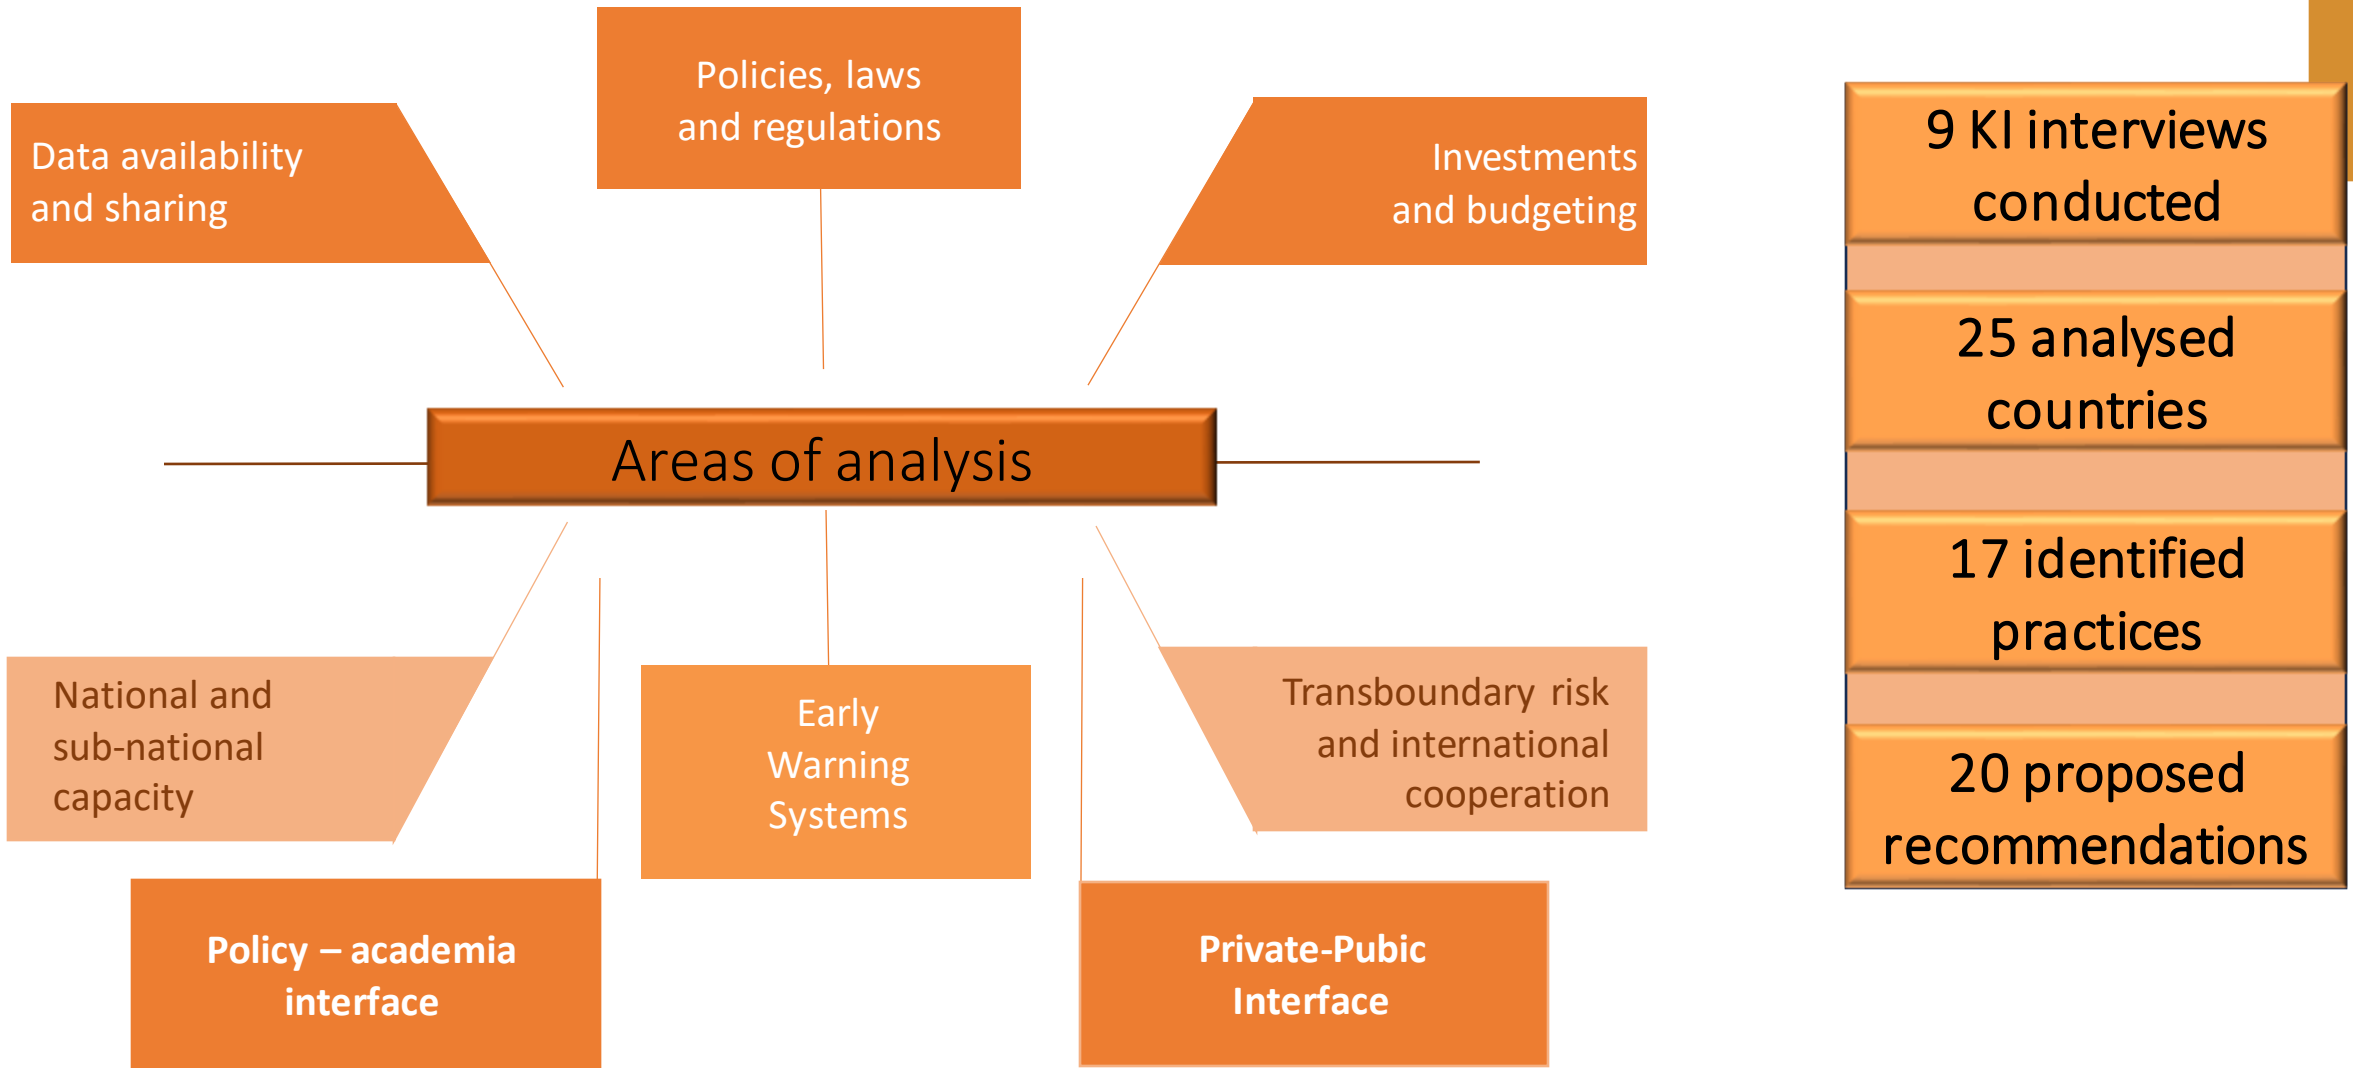 Policies, laws
and regulations
Data availability
and sharing
Investments
and budgeting
Areas of analysis
National and
sub-national
capacity
Early
Warning
Systems
Transboundary risk
and international
cooperation
Policy – academia
interface
Private-Pubic
Interface
9 KI interviews
conducted
25 analysed
countries
17 identified
practices
20 proposed
recommendations